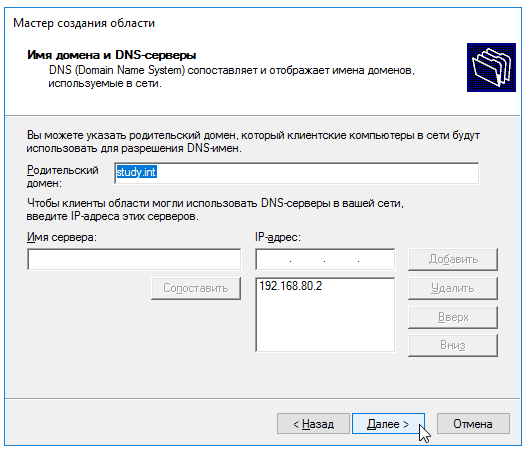 Мастер создания области
Имя домена и DNS-серверы
DNS (Domain Name System) сопоставляет и отображает имена доменов,
используемые в сети.
Вы можете указать родительский домен, который клиентские компьютеры в сети будут
использовать для разрешения DNS-имен.
Родительский
домен:
study.int
Чтобы клиенты области могли использовать DNS-серверы в вашей сети,
введите IP-адреса этих серверов.
Имя сервера:
IP-адрес:
. . .
Добавить
Сопоставить
192.168.80.2
Удалить
Вверх
Вниз
< Назад
Далее >
Отмена